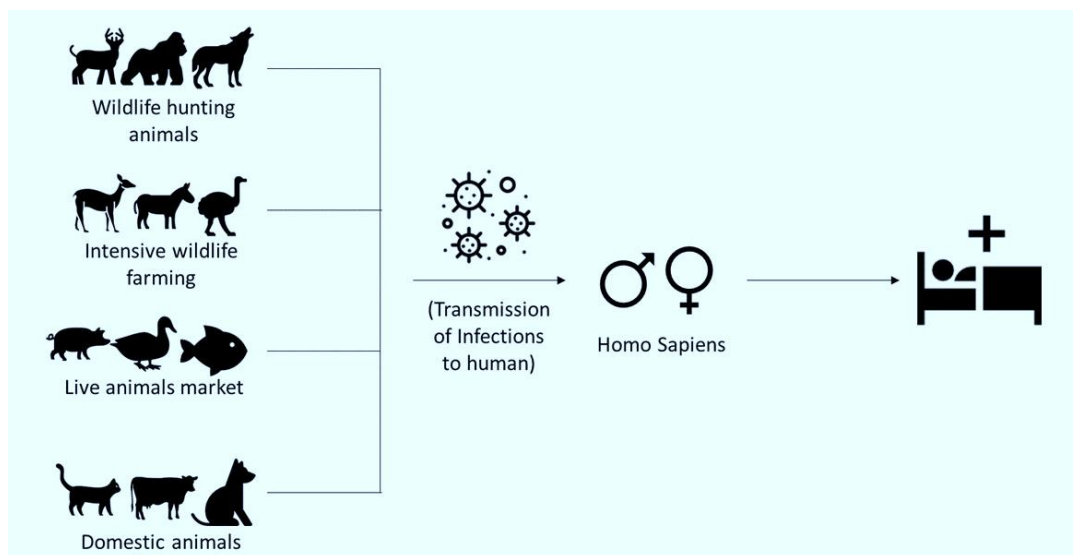 Wildlife hunting
animals
Intensive wildlife
farming
Live animals market
Domestic animals
(Transmission
of Infections
to human)
Homo Sapiens